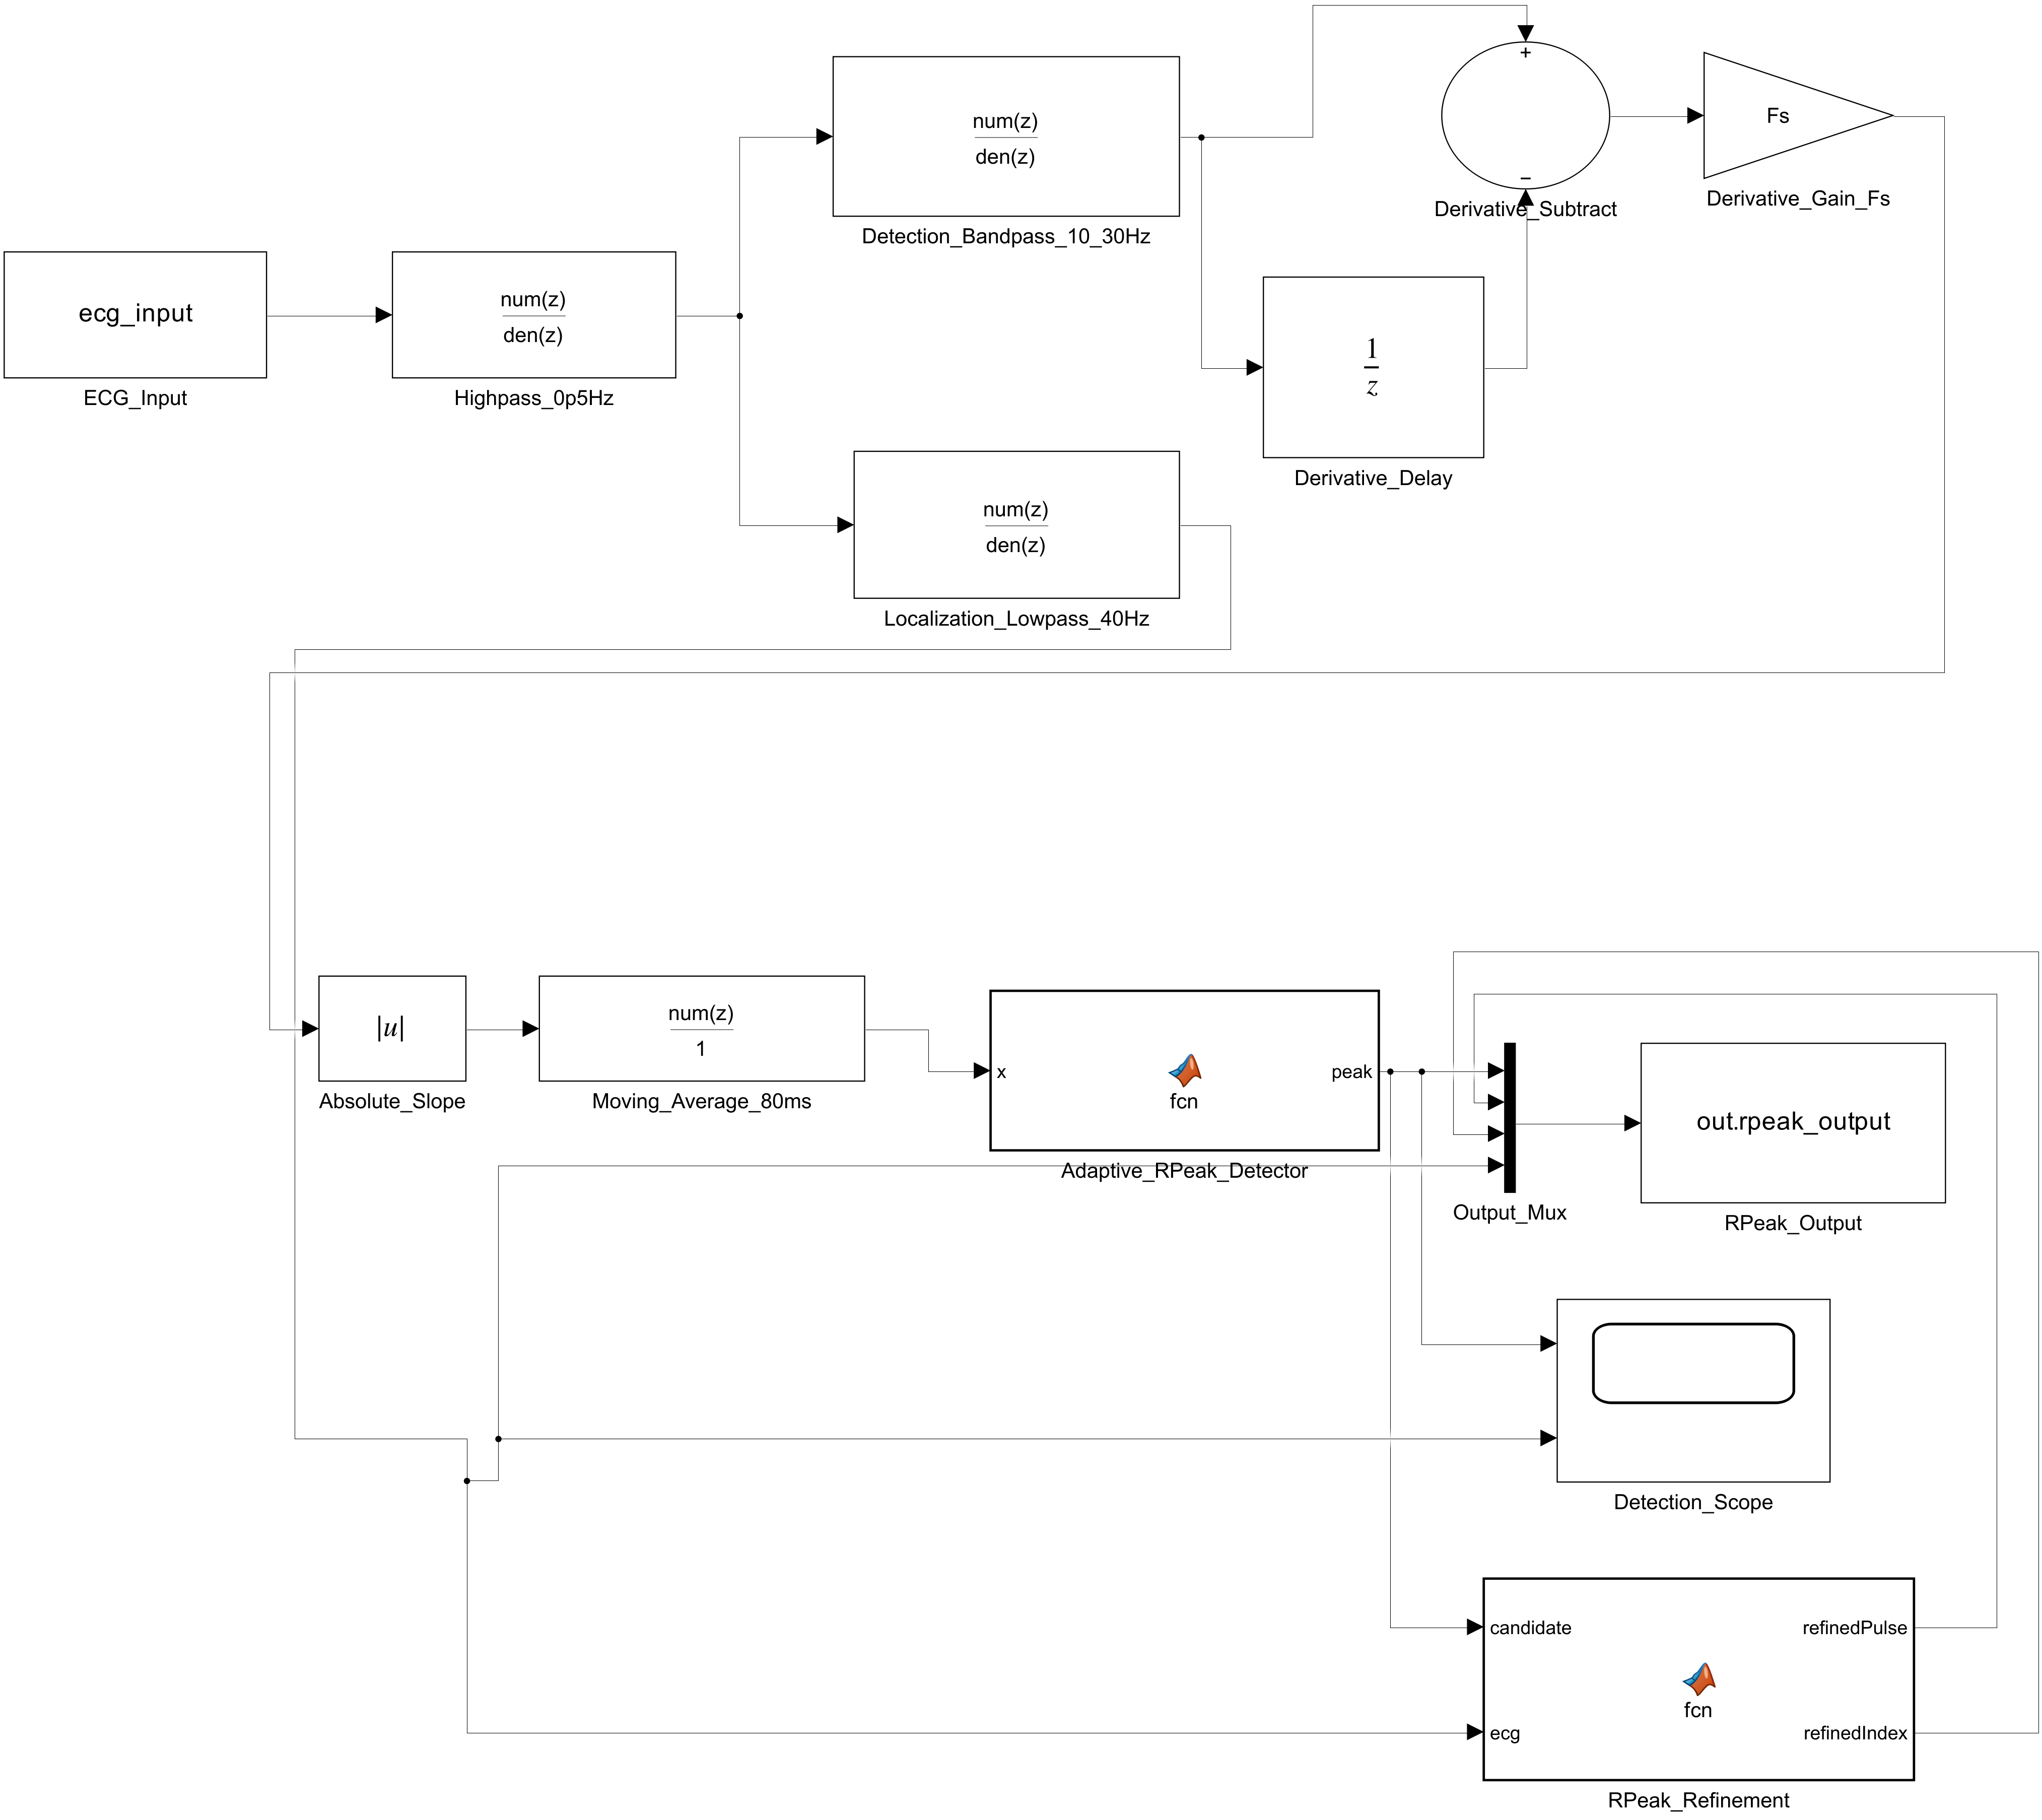 +
−
Derivative_Subtract
Fs
Derivative_Gain_Fs
num(z)
den(z)
Detection_Bandpass_10_30Hz
ecg_input
ECG_Input
num(z)
den(z)
Highpass_0p5Hz
1
z
Derivative_Delay
num(z)
den(z)
Localization_Lowpass_40Hz
|u|
Absolute_Slope
num(z)
1
Moving_Average_80ms
x
peak
fcn
Adaptive_RPeak_Detector
Output_Mux
out.rpeak_output
RPeak_Output
Detection_Scope
candidate
refinedPulse
fcn
ecg
refinedIndex
RPeak_Refinement